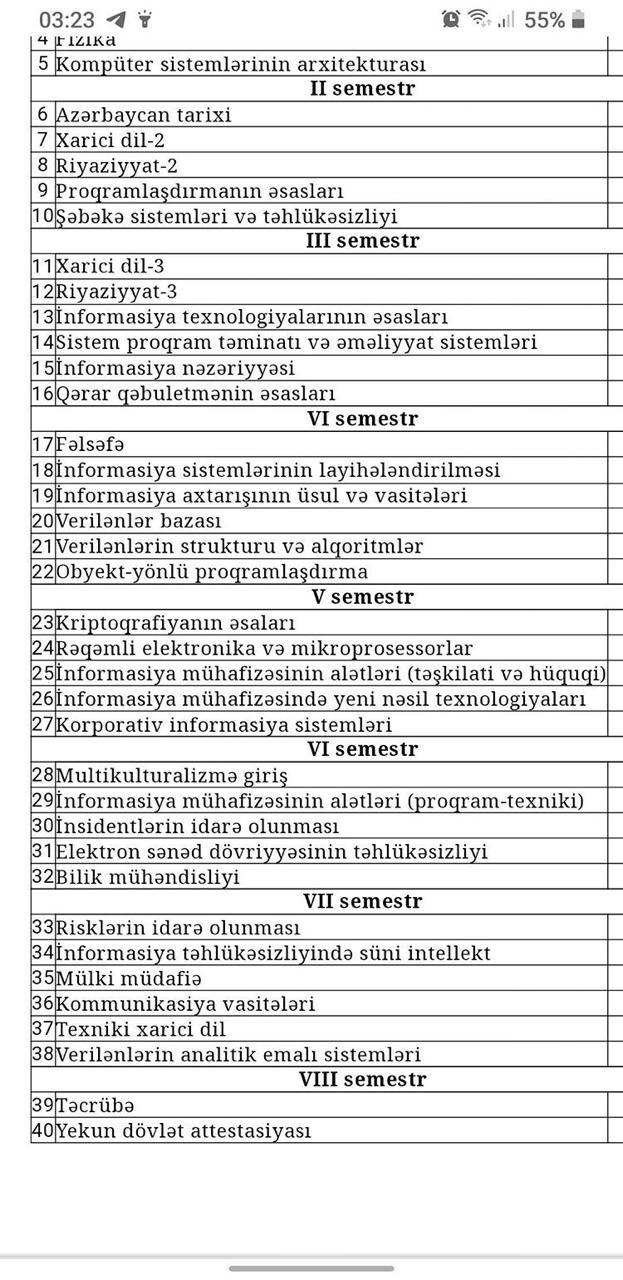 03:23 55%
4 Fizika
5 Kompüter sistemlərinin arxitekturası
II semestr
6 Azərbaycan tarixi
7 Xarici dil-2
8 Riyaziyyat-2
9 Proqramlaşdırmanın əsasları
10 Şəbəkə sistemləri və təhlükəsizliyi
III semestr
11 Xarici dil-3
12 Riyaziyyat-3
13 İnformasiya texnologiyalarının əsasları
14 Sistem proqram təminatı və əməliyyat sistemləri
15 İnformasiya nəzəriyyəsi
16 Qərar qəbuletmənin əsasları
VI semestr
17 Fəlsəfə
18 İnformasiya sistemlərinin layihələndirilməsi
19 İnformasiya axtarışının üsul və vasitələri
20 Verilənlər bazası
21 Verilənlərin strukturu və alqoritmlər
22 Obyekt-yönlü proqramlaşdırma
V semestr
23 Kriptoqrafiyanın əsaları
24 Rəqəmli elektronika və mikroprosessorlar
25 İnformasiya mühafizəsinin alətləri (təşkilati və hüquqi)
26 İnformasiya mühafizəsində yeni nəsil texnologiyaları
27 Korporativ informasiya sistemləri
VI semestr
28 Multikulturalizmə giriş
29 İnformasiya mühafizəsinin alətləri (proqram-texniki)
30 İnsidentlərin idarə olunması
31 Elektron sənəd dövriyyəsinin təhlükəsizliyi
32 Bilik mühəndisliyi
VII semestr
33 Risklərin idarə olunması
34 İnformasiya təhlükəsizliyində süni intellekt
35 Mülki müdafiə
36 Kommunikasiya vasitələri
37 Texniki xarici dil
38 Verilənlərin analitik emalı sistemləri
VIII semestr
39 Təcrübə
40 Yekun dövlət attestasiyası